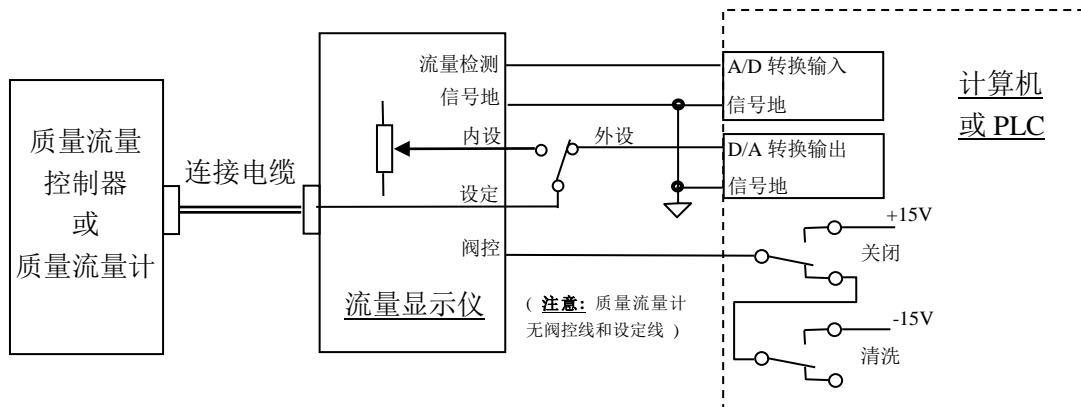 质量流量
控制器
或
质量流量计
连接电缆
流量检测
信号地
内设
设定
阀控
流量显示仪
外设
( 注意: 质量流量计
无阀控线和设定线 )
A/D 转换输入
信号地
D/A 转换输出
信号地
计算机
或 PLC
+15V
关闭
-15V
清洗